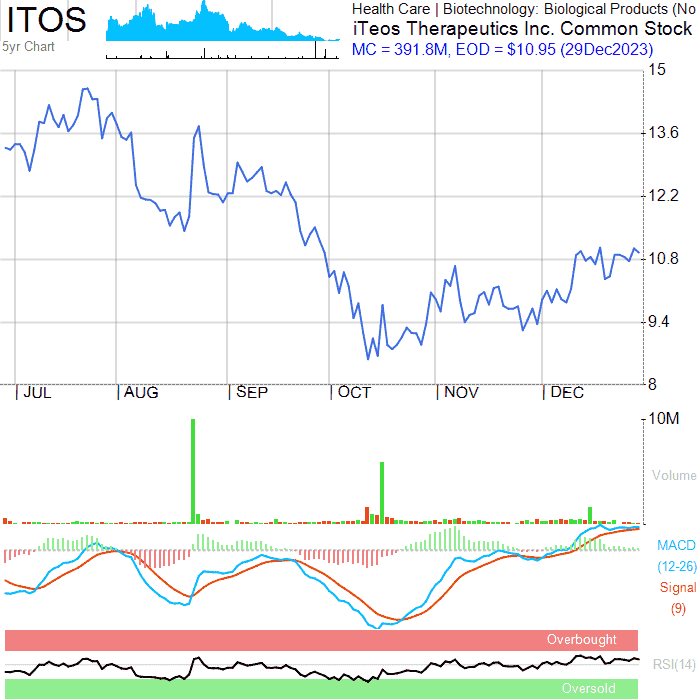 ITOS
5yr Chart
Health Care | Biotechnology: Biological Products (No
iTeos Therapeutics Inc. Common Stock
MC = 391.8M, EOD = $10.95 (29Dec2023)
15
13.6
12.2
10.8
9.4
8
JUL
AUG
SEP
OCT
NOV
DEC
10M
Volume
MACD
(12-26)
Signal
(9)
Overbought
RSI(14)
Oversold